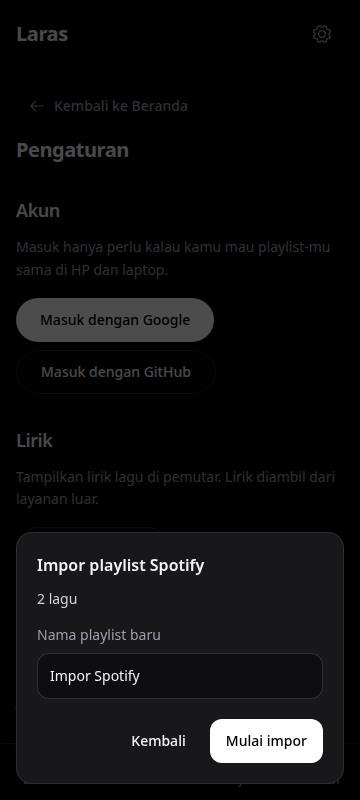 Laras
Kembali ke Beranda
Pengaturan
Akun
Masuk hanya perlu kalau kamu mau playlist-mu
sama di HP dan laptop.
Masuk dengan Google
Masuk dengan GitHub
Lirik
Tampilkan lirik lagu di pemutar. Lirik diambil dari
layanan luar.
Impor playlist Spotify
2 lagu
Nama playlist baru
Impor Spotify
Kembali
Mulai impor